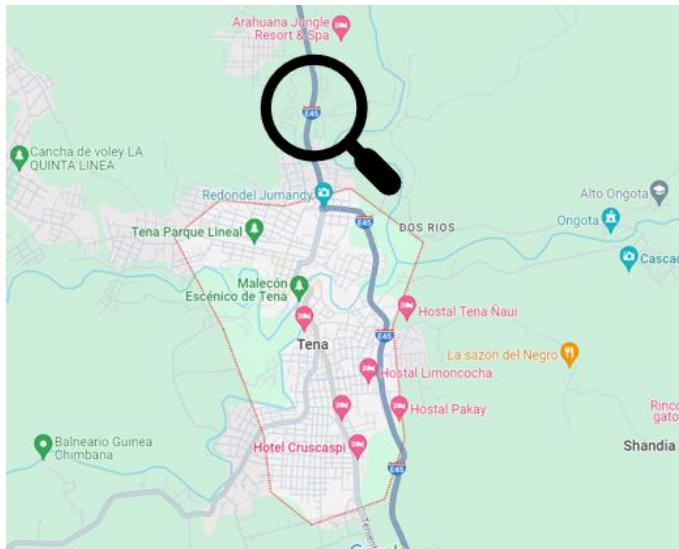 Arahuana Jungle
Resort & Spa
E45
Cancha de voley LA
QUINTA LINEA
Redondel Jumandy
Alto Ongota
Tena Parque Lineal
E45
DOS RIOS
Ongota
Cascad
Malecón
Escénico de Tena
Hostal Tena Ñaui
Tena
E45
La sazón del Negro
Hostal Limoncocha
Hostal Pakay
Rinco
gato
Balneario Guinea
Chimbana
Hotel Cruscaspi
Shandia
E45